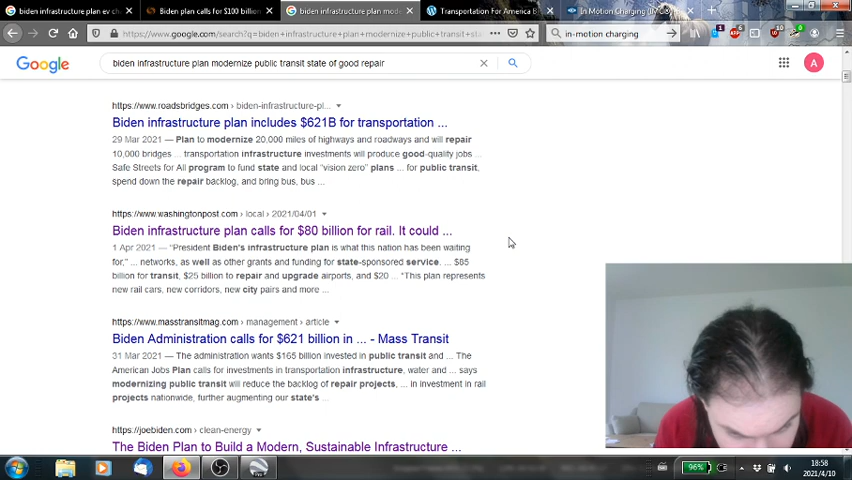 biden infrastructure plan ev ch
Biden plan calls for $100 billion
biden infrastructure plan mode
Transportation For America B
In Motion Charging (IMC®)
https://www.google.com/search?q=biden+infrastructure+plan+modernize+public+transit+sta
in-motion charging
Google
biden infrastructure plan modernize public transit state of good repair
A
https://www.roadsbridges.com › biden-infrastructure-pl...
Biden infrastructure plan includes $621B for transportation ...
29 Mar 2021 — Plan to modernize 20,000 miles of highways and roadways and will repair
10,000 bridges ... transportation infrastructure investments will produce good-quality jobs ...
Safe Streets for All program to fund state and local "vision zero" plans ... for public transit,
spend down the repair backlog, and bring bus, bus ...
https://www.washingtonpost.com › local › 2021/04/01
Biden infrastructure plan calls for $80 billion for rail. It could ...
1 Apr 2021 — "President Biden's infrastructure plan is what this nation has been waiting
for," ... networks, as well as other grants and funding for state-sponsored service. ... $85
billion for transit, $25 billion to repair and upgrade airports, and $20 ... "This plan represents
new rail cars, new corridors, new city pairs and more ...
https://www.masstransitmag.com › management › article
Biden Administration calls for $621 billion in ... - Mass Transit
31 Mar 2021 — The administration wants $165 billion invested in public transit and ... The
American Jobs Plan calls for investments in transportation infrastructure, water and ... says
modernizing public transit will reduce the backlog of repair projects, ... in investment in rail
projects nationwide, further augmenting our state's ...
https://joebiden.com › clean-energy
The Biden Plan to Build a Modern, Sustainable Infrastructure ...
96%
18:58
2021/4/10